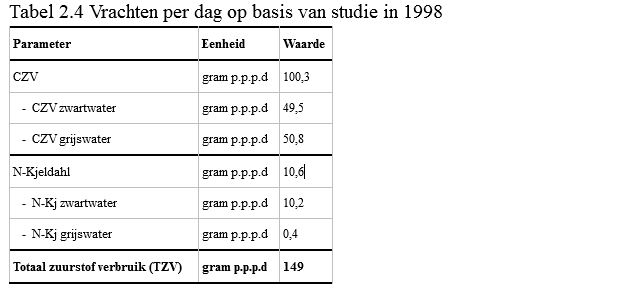 Tabel 2.4 Vrachten per dag op basis van studie in 1998
Parameter Eenheid Waarde
CZV gram p.p.p.d 100,3
- CZV zwartwater gram p.p.p.d 49,5
- CZV grijswater gram p.p.p.d 50,8
N-Kjeldahl gram p.p.p.d 10,6
- N-Kj zwartwater gram p.p.p.d 10,2
- N-Kj grijswater gram p.p.p.d 0,4
Totaal zuurstof verbruik (TZV) gram p.p.p.d 149